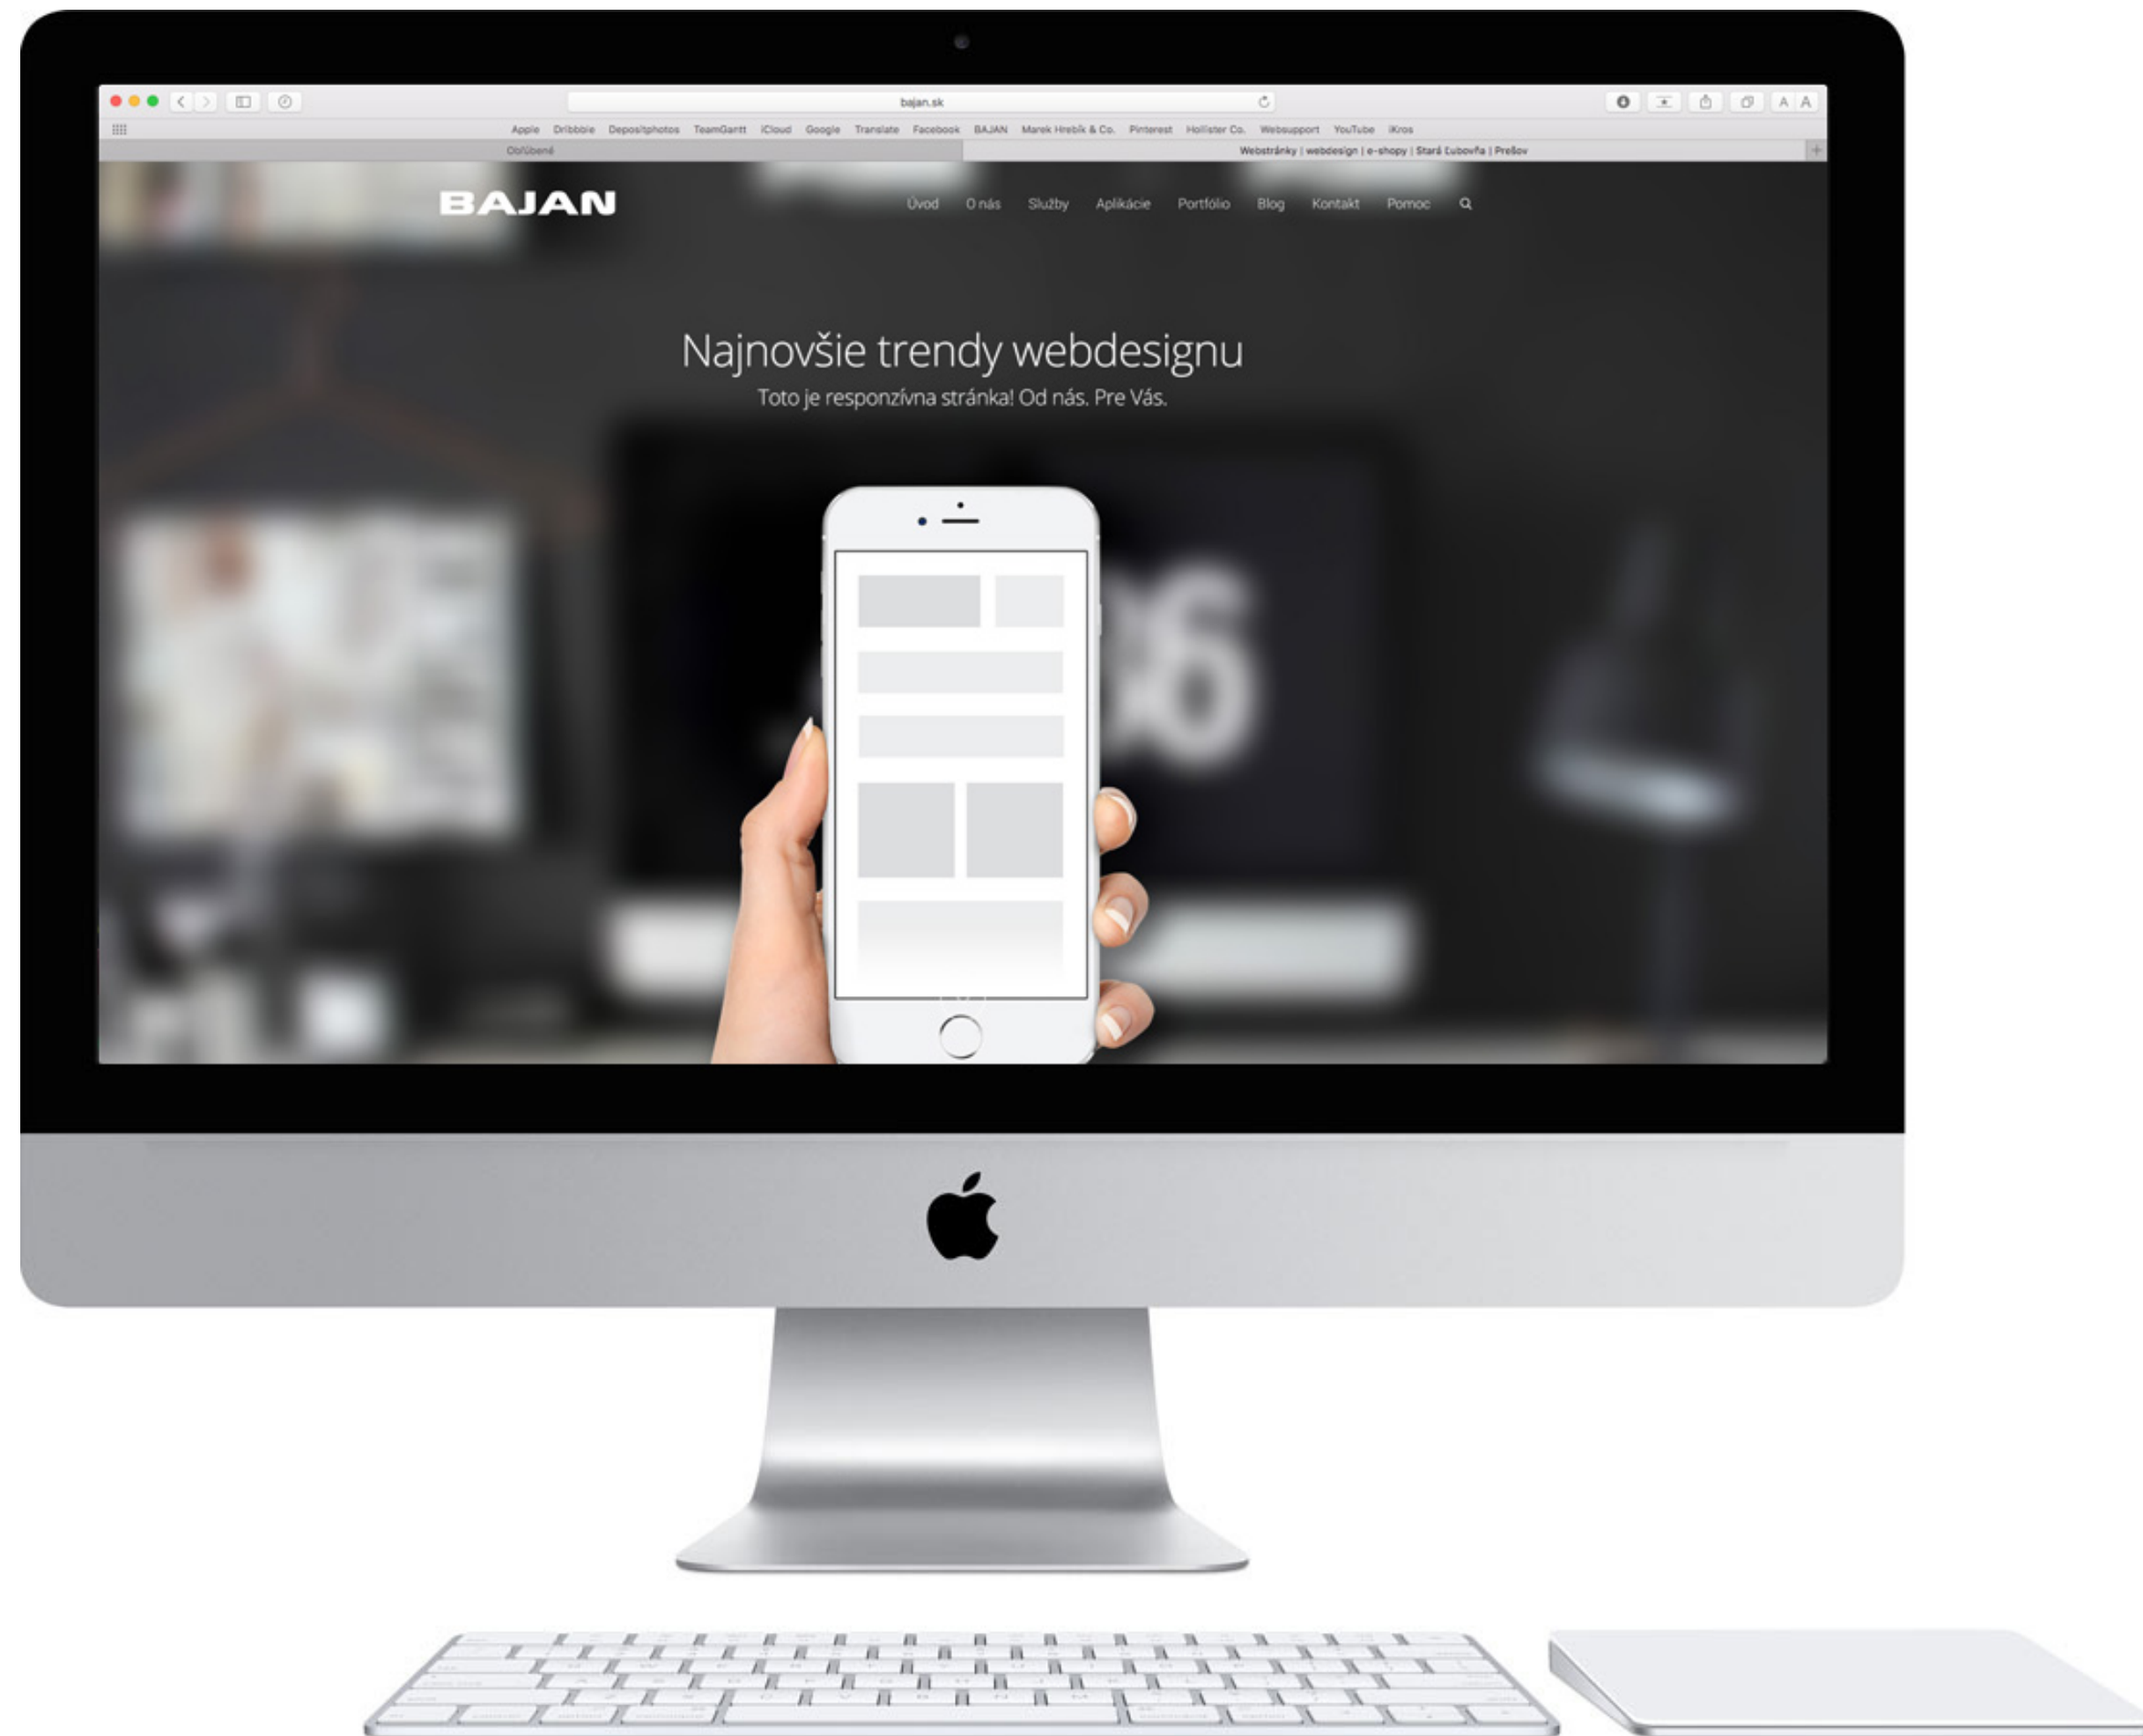 bajan.sk
Apple Dribbble Depositphotos TeamGantt iCloud Google Translate Facebook BAJAN Marek Hrebík & Co. Pinterest Hollister Co. Websupport YouTube iKros
Obľúbené Webstránky | webdesign | e-shopy | Stará Ľubovňa | Prešov
BAJAN Úvod O nás Služby Aplikácie Portfólio Blog Kontakt Pomoc
Najnovšie trendy webdesignu
Toto je responzívna stránka! Od nás. Pre Vás.